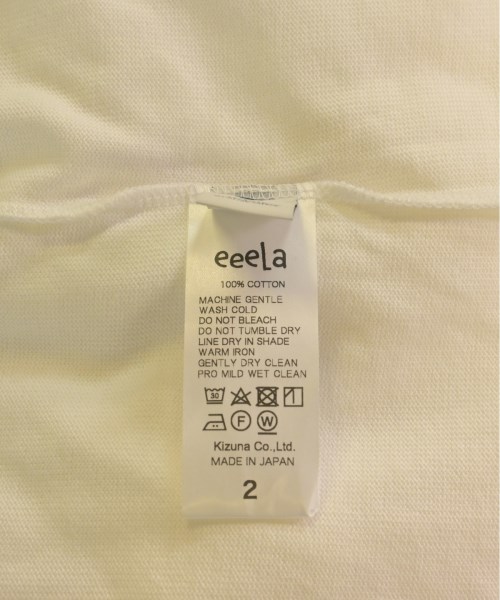 eeela
100% COTTON
MACHINE GENTLE
WASH COLD
DO NOT BLEACH
DO NOT TUMBLE DRY
LINE DRY IN SHADE
WARM IRON
GENTLY DRY CLEAN
PRO MILD WET CLEAN
30
F W
Kizuna Co.,Ltd.
MADE IN JAPAN
2